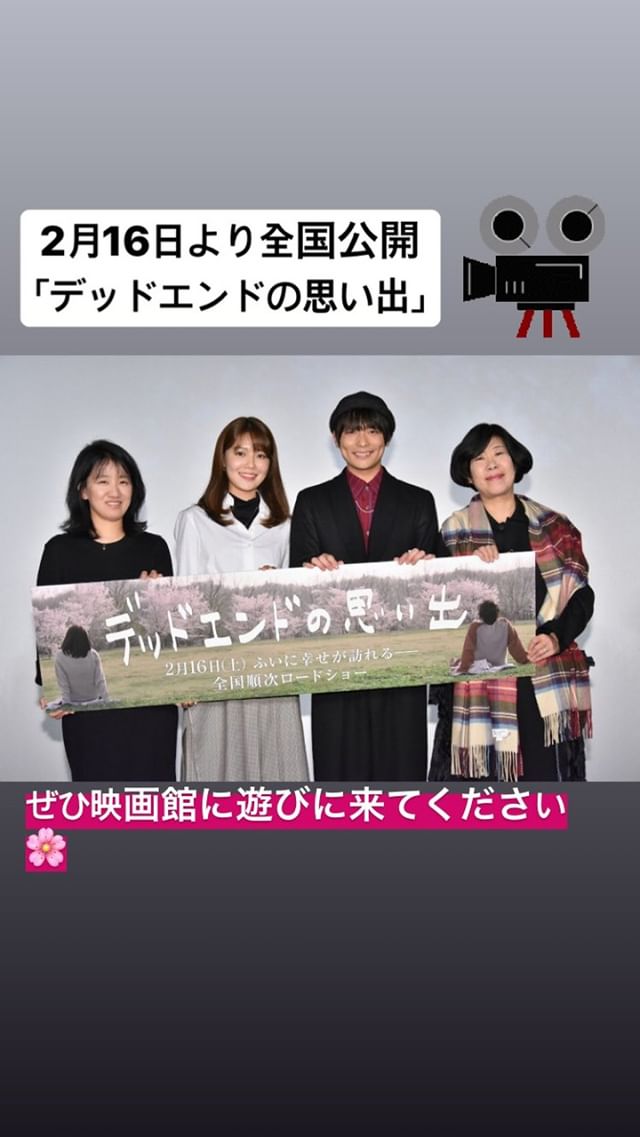 2月16日より全国公開
「デッドエンドの思い出」
デッドエンドの思い出
2月16日(土) ふいに幸せが訪れる──
全国順次ロードショー
ぜひ映画館に遊びに来てください
🌸